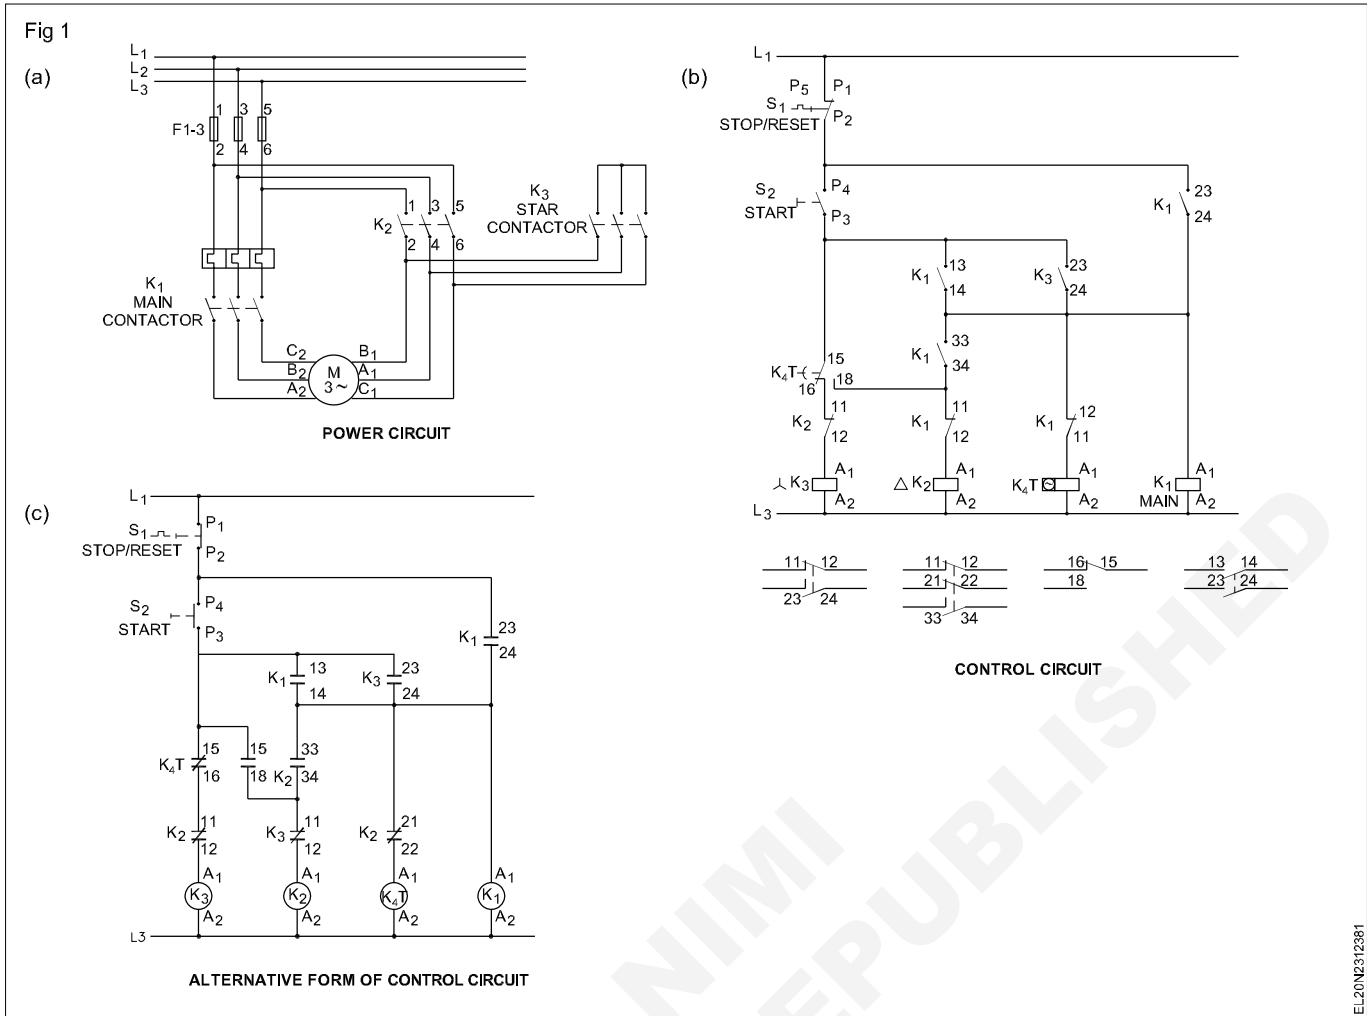 Fig 1
(a)
L1
L2
L3
F1-3
1 3 5
2 4 6
K1
MAIN
CONTACTOR
K2
1 3 5
2 4 6
K3
STAR
CONTACTOR
C2
B2
A2
M
3~
B1
A1
C1
POWER CIRCUIT
(b)
L1
P5 P1
S1
STOP/RESET
P2
S2
START
P4
P3
K1
23
24
K1
13
14
K3
23
24
K1
33
34
K4T
15
16
18
K2
11
12
K1
11
12
K1
12
11
K3
A1
A2
K2
A1
A2
K4T
A1
A2
K1
MAIN
A1
A2
L3
11 12
23 24
11 12
21 22
33 34
16 15
18
13 14
23 24
CONTROL CIRCUIT
(c)
L1
S1
STOP/RESET
P1
P2
S2
START
P4
P3
K1
23
24
K1
13
14
K3
23
24
K4T
15
16
15
18
K2
33
34
K2
11
12
K3
11
12
K2
21
22
K3
A1
A2
K2
A1
A2
K4T
A1
A2
K1
A1
A2
L3
ALTERNATIVE FORM OF CONTROL CIRCUIT
NIMI
EPUBLISHED
EL20N2312381